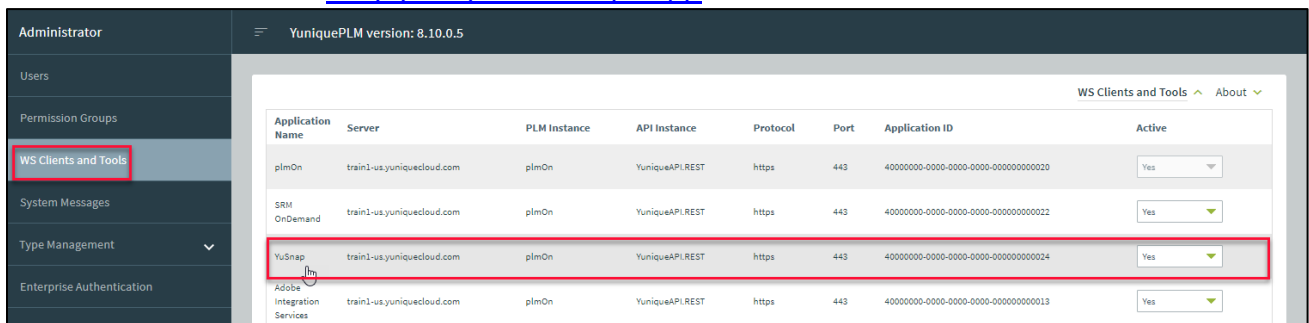 Administrator
YuniquePLM version: 8.10.0.5
Users
Permission Groups
WS Clients and Tools
System Messages
Type Management
Enterprise Authentication
WS Clients and Tools About
Application Name Server PLM Instance API Instance Protocol Port Application ID Active
plmOn train1-us.yuniquecloud.com plmOn YuniqueAPI.REST https 443 40000000-0000-0000-0000-000000000020 Yes
SRM OnDemand train1-us.yuniquecloud.com plmOn YuniqueAPI.REST https 443 40000000-0000-0000-0000-000000000022 Yes
YuSnap train1-us.yuniquecloud.com plmOn YuniqueAPI.REST https 443 40000000-0000-0000-0000-000000000024 Yes
Adobe Integration Services train1-us.yuniquecloud.com plmOn YuniqueAPI.REST https 443 40000000-0000-0000-0000-000000000013 Yes